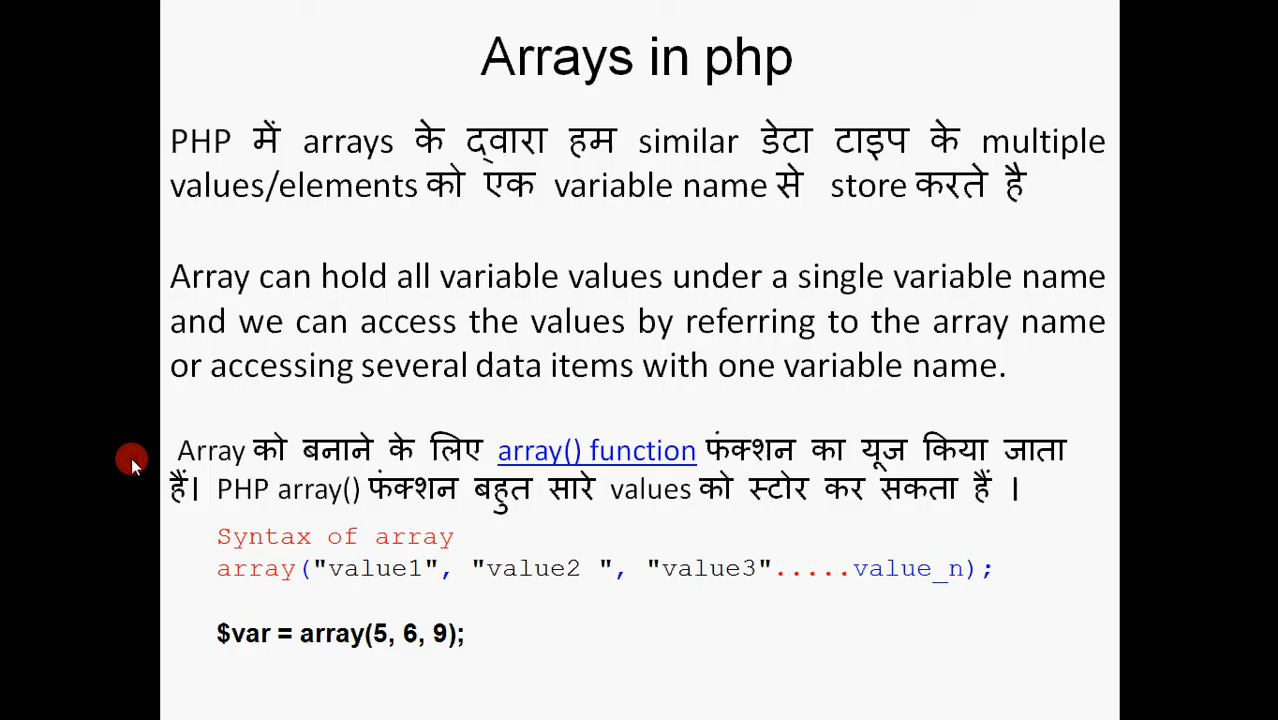 Arrays in php
PHP में arrays के द्वारा हम similar डेटा टाइप के multiple
values/elements को एक variable name से store करते है
Array can hold all variable values under a single variable name
and we can access the values by referring to the array name
or accessing several data items with one variable name.
Array को बनाने के लिए array() function फंक्शन का यूज किया जाता
हैं। PHP array() फंक्शन बहुत सारे values को स्टोर कर सकता हैं ।
Syntax of array
array("value1", "value2 ", "value3".....value_n);
$var = array(5, 6, 9);